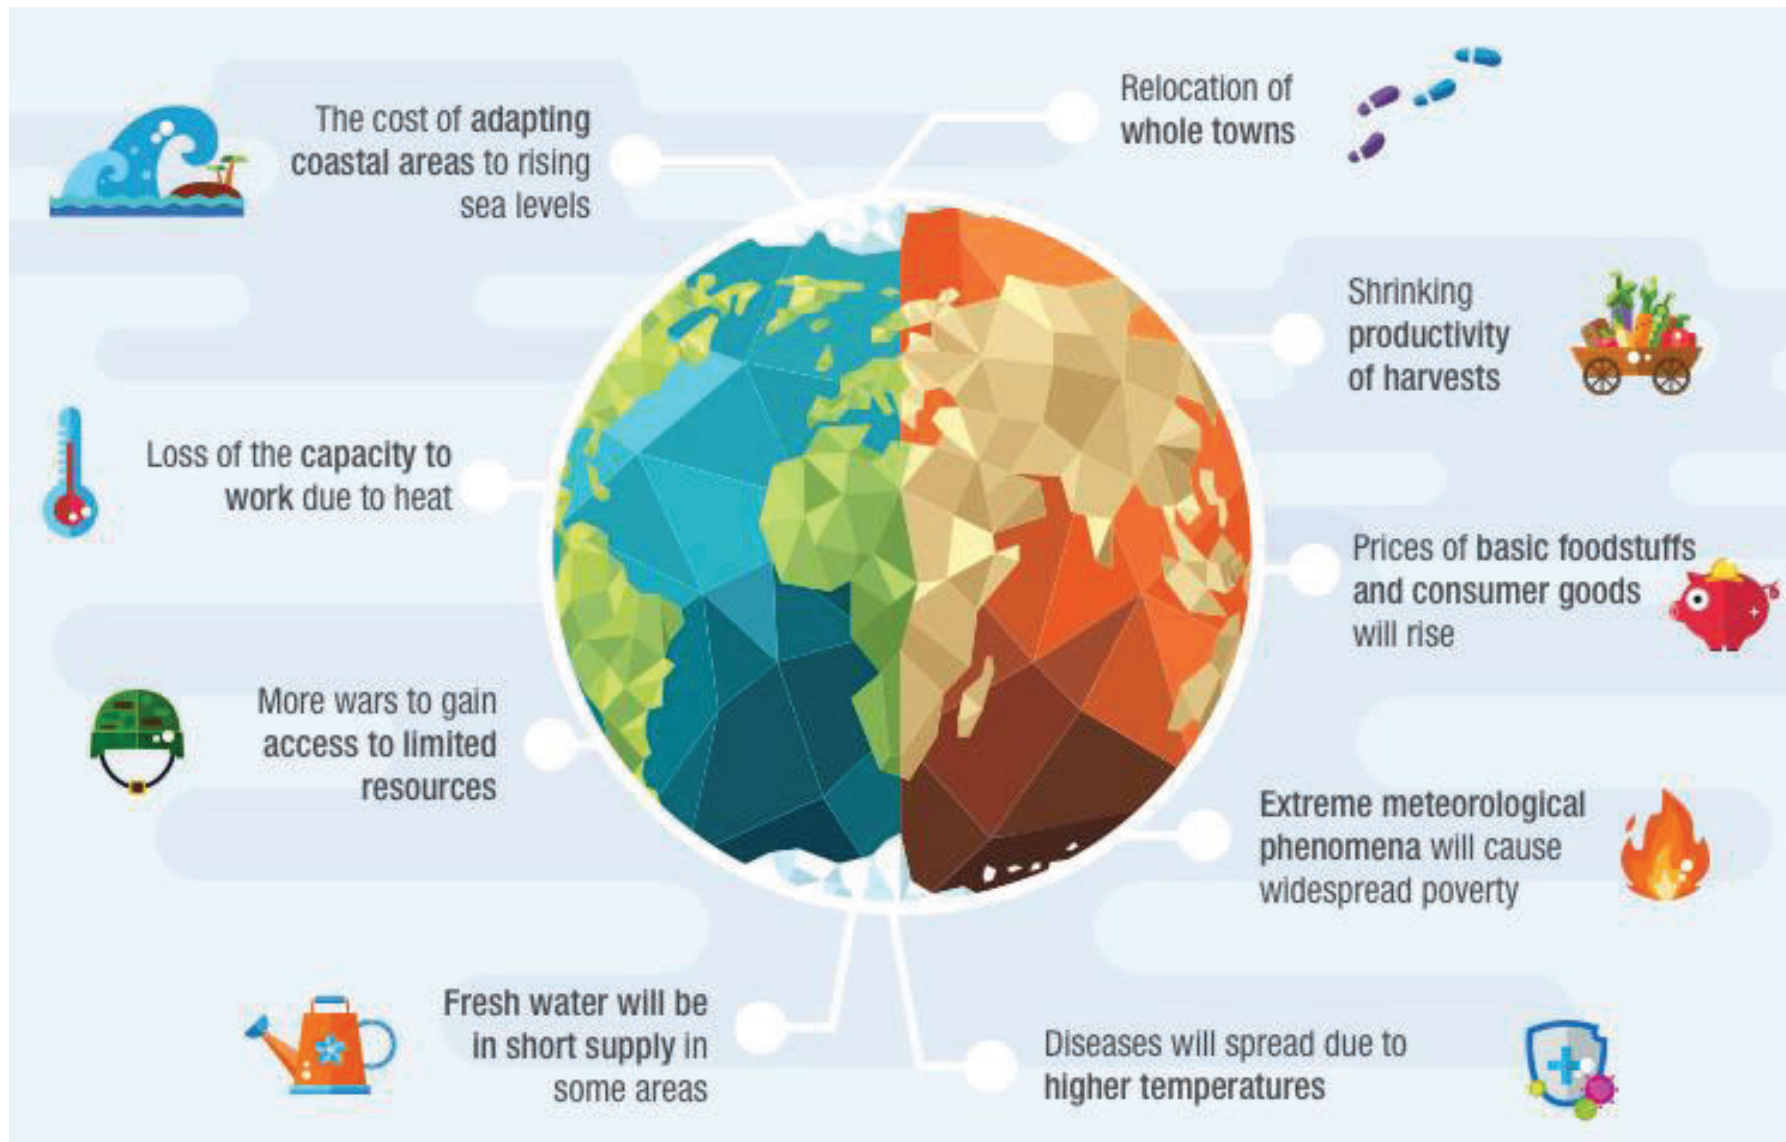 The cost of adapting
coastal areas to rising
sea levels
Relocation of
whole towns
Shrinking
productivity
of harvests
Loss of the capacity to
work due to heat
Prices of basic foodstuffs
and consumer goods
will rise
More wars to gain
access to limited
resources
Extreme meteorological
phenomena will cause
widespread poverty
Fresh water will be
in short supply in
some areas
Diseases will spread due to
higher temperatures